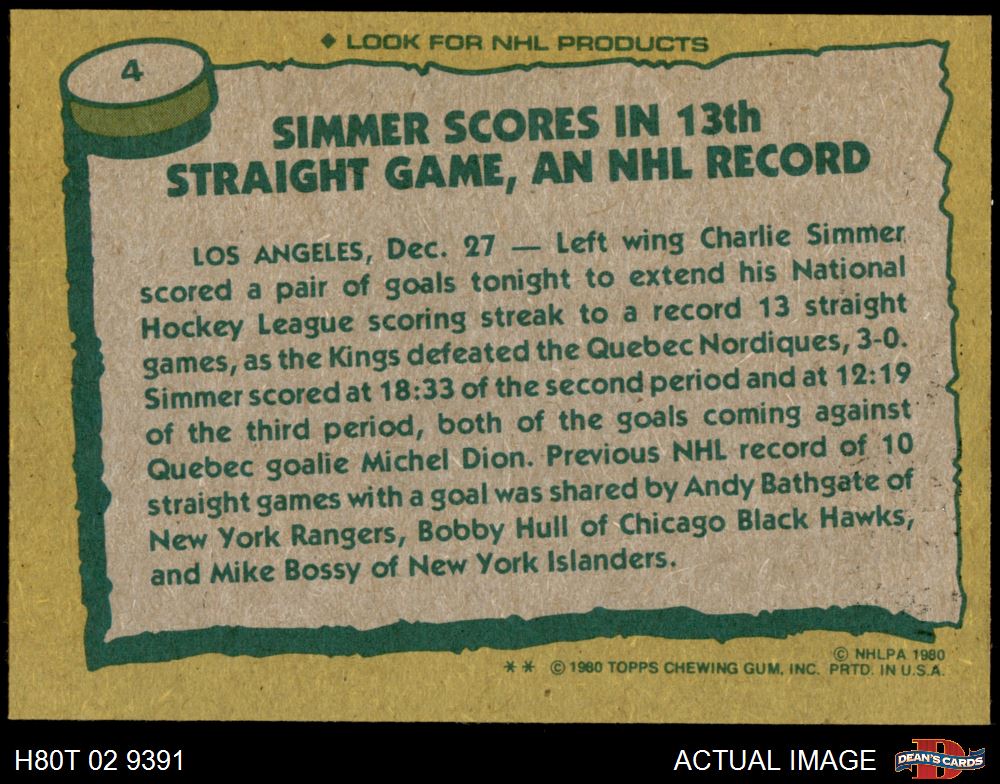 ◆ LOOK FOR NHL PRODUCTS
4
SIMMER SCORES IN 13th
STRAIGHT GAME, AN NHL RECORD
LOS ANGELES, Dec. 27 — Left wing Charlie Simmer
scored a pair of goals tonight to extend his National
Hockey League scoring streak to a record 13 straight
games, as the Kings defeated the Quebec Nordiques, 3-0.
Simmer scored at 18:33 of the second period and at 12:19
of the third period, both of the goals coming against
Quebec goalie Michel Dion. Previous NHL record of 10
straight games with a goal was shared by Andy Bathgate of
New York Rangers, Bobby Hull of Chicago Black Hawks,
and Mike Bossy of New York Islanders.
© NHLPA 1980
** © 1980 TOPPS CHEWING GUM, INC. PRTD. IN U.S.A.
H80T 02 9391
ACTUAL IMAGE
D
DEAN'S CARDS